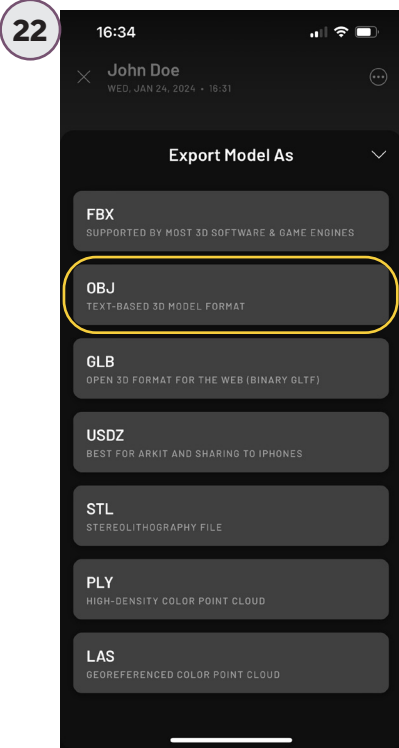 22
16:34
John Doe
WED, JAN 24, 2024 • 16:31
Export Model As
FBX
SUPPORTED BY MOST 3D SOFTWARE & GAME ENGINES
OBJ
TEXT-BASED 3D MODEL FORMAT
GLB
OPEN 3D FORMAT FOR THE WEB (BINARY GLTF)
USDZ
BEST FOR ARKIT AND SHARING TO IPHONES
STL
STEREOLITHOGRAPHY FILE
PLY
HIGH-DENSITY COLOR POINT CLOUD
LAS
GEOREFERENCED COLOR POINT CLOUD